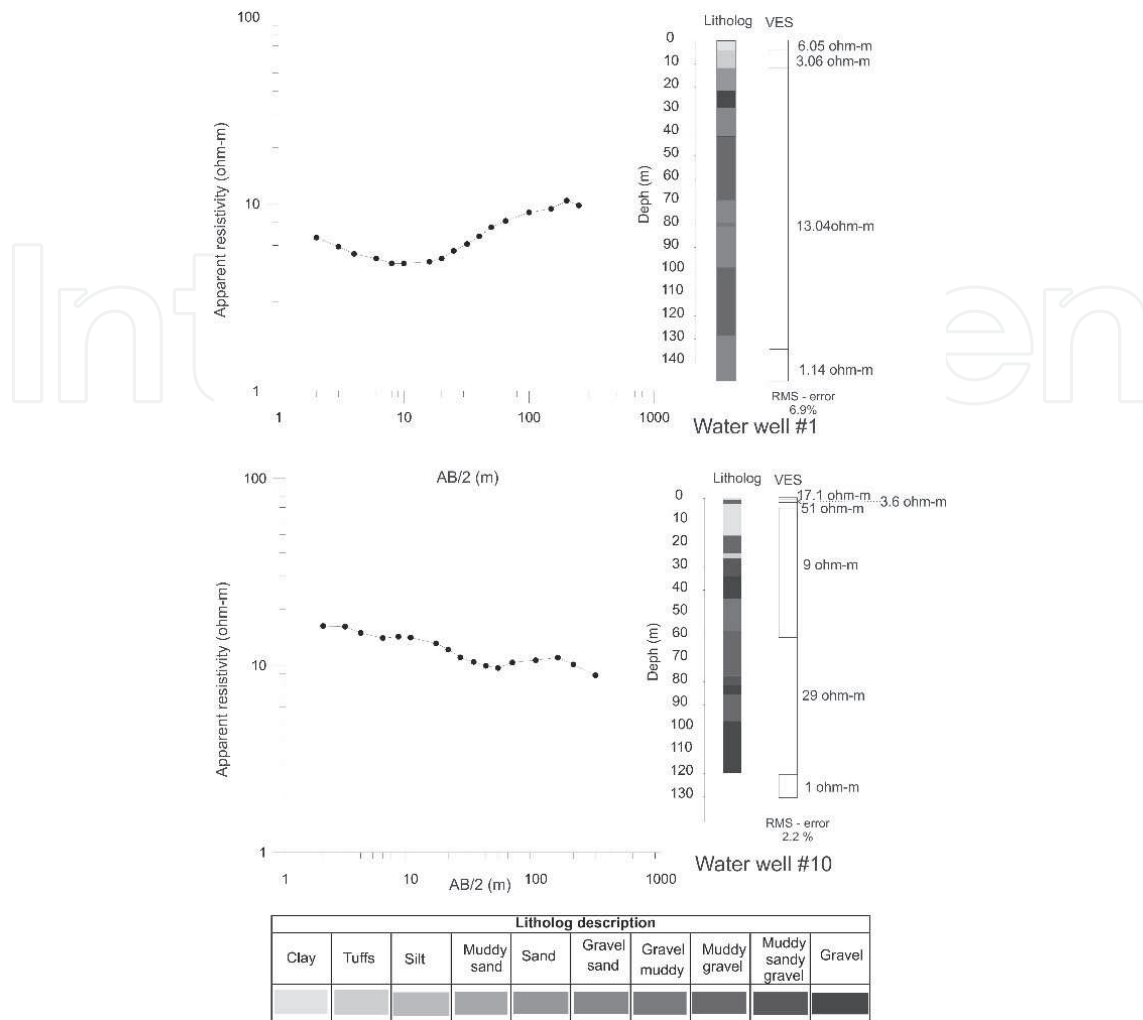 Litholog VES
100
10
1
Apparent resistivity (ohm-m)
1 10 100 1000
AB/2 (m)
0
10
20
30
40
50
60
70
80
90
100
110
120
130
140
Deph (m)
6.05 ohm-m
3.06 ohm-m
13.04ohm-m
1.14 ohm-m
RMS - error
6.9%
Water well #1
Inte en
Litholog VES
100
10
1
Apparent resistivity (ohm-m)
1 10 100 1000
AB/2 (m)
0
10
20
30
40
50
60
70
80
90
100
110
120
130
Deph (m)
17.1 ohm-m
3.6 ohm-m
51 ohm-m
9 ohm-m
29 ohm-m
1 ohm-m
RMS - error
2.2 %
Water well #10
Litholog description
Clay Tuffs Silt Muddy sand Sand Gravel sand Gravel muddy Muddy gravel Muddy sandy gravel Gravel